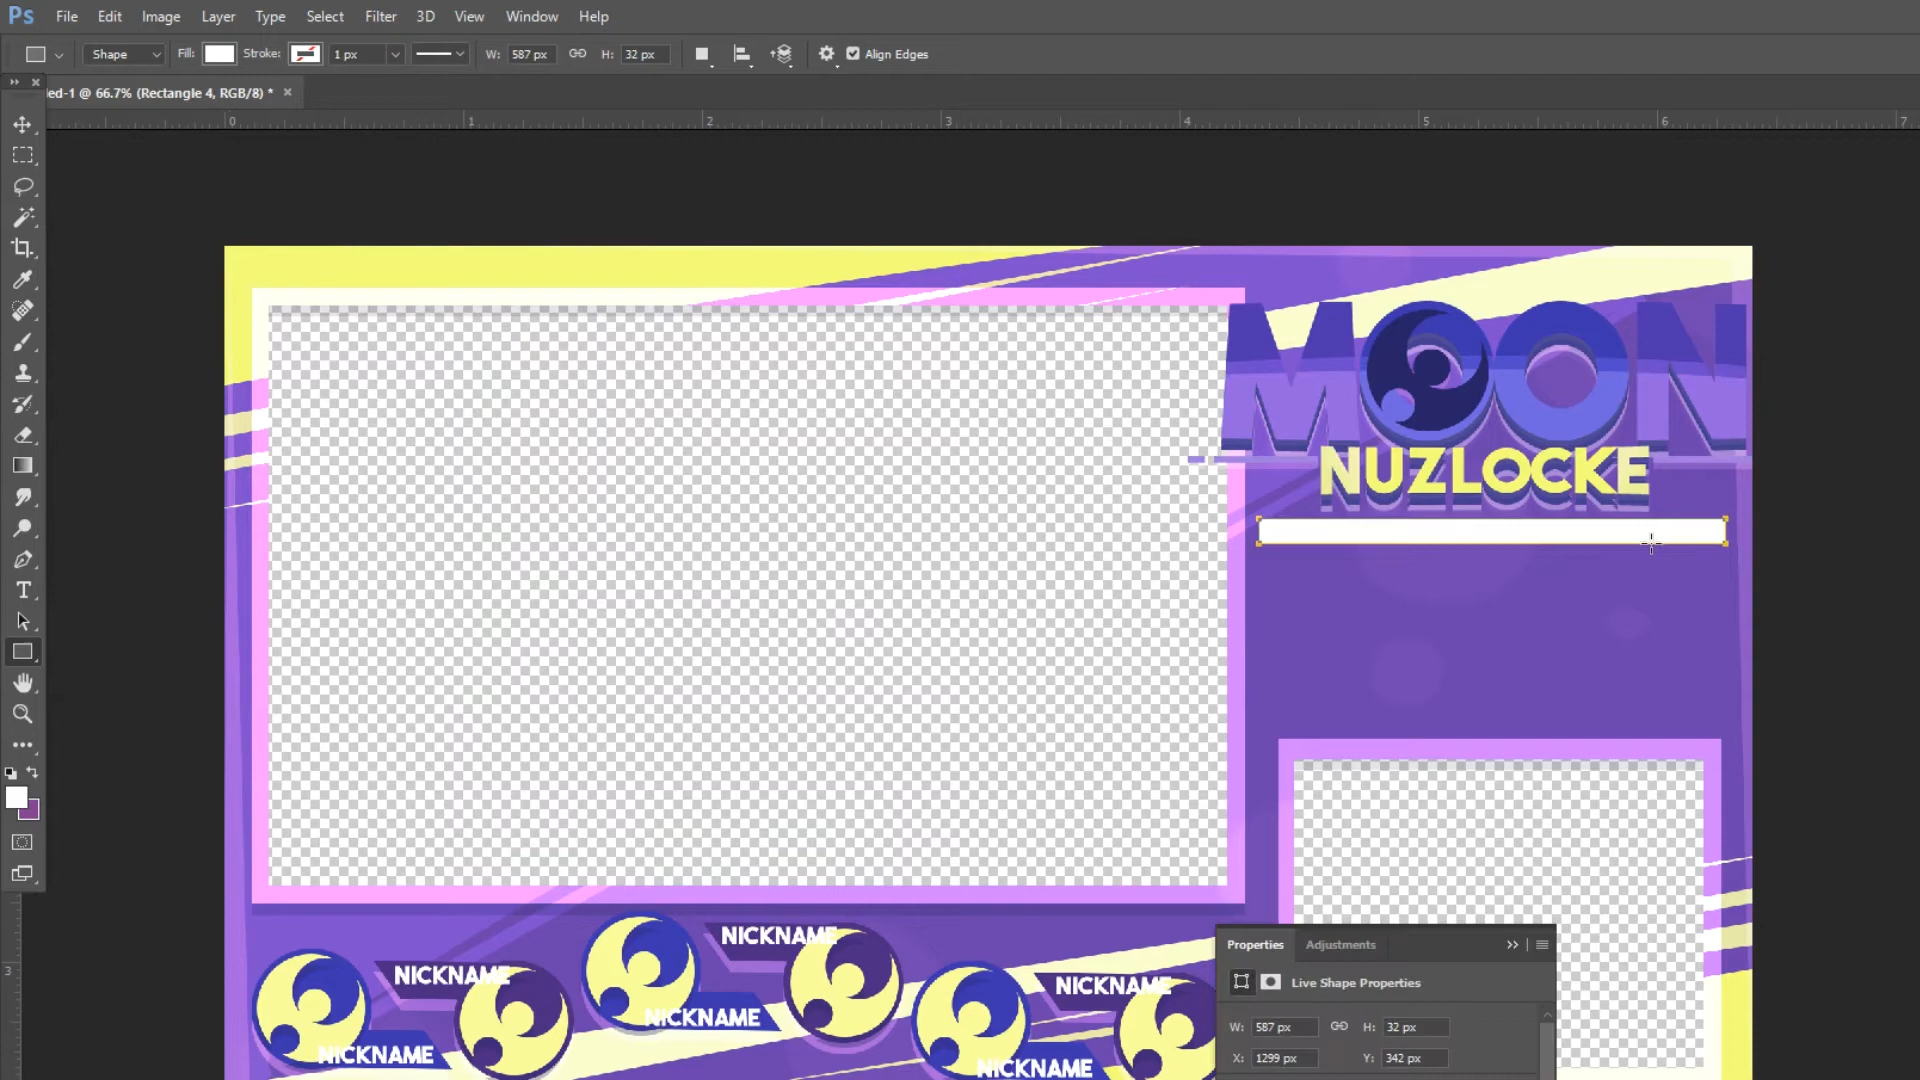 Ps File Edit Image Layer Type Select Filter 3D View Window Help
Shape Fill: Stroke: 1 px W: 587 px H: 32 px Align Edges
led-1 @ 66.7% (Rectangle 4, RGB/8) *
0 1 2 3 4 5 6 7
MOON
NUZLOCKE
NICKNAME
NICKNAME
NICKNAME
NICKNAME
NICKNAME
NICKNAME
3
Properties Adjustments
Live Shape Properties
W: 587 px H: 32 px
X: 1299 px Y: 342 px